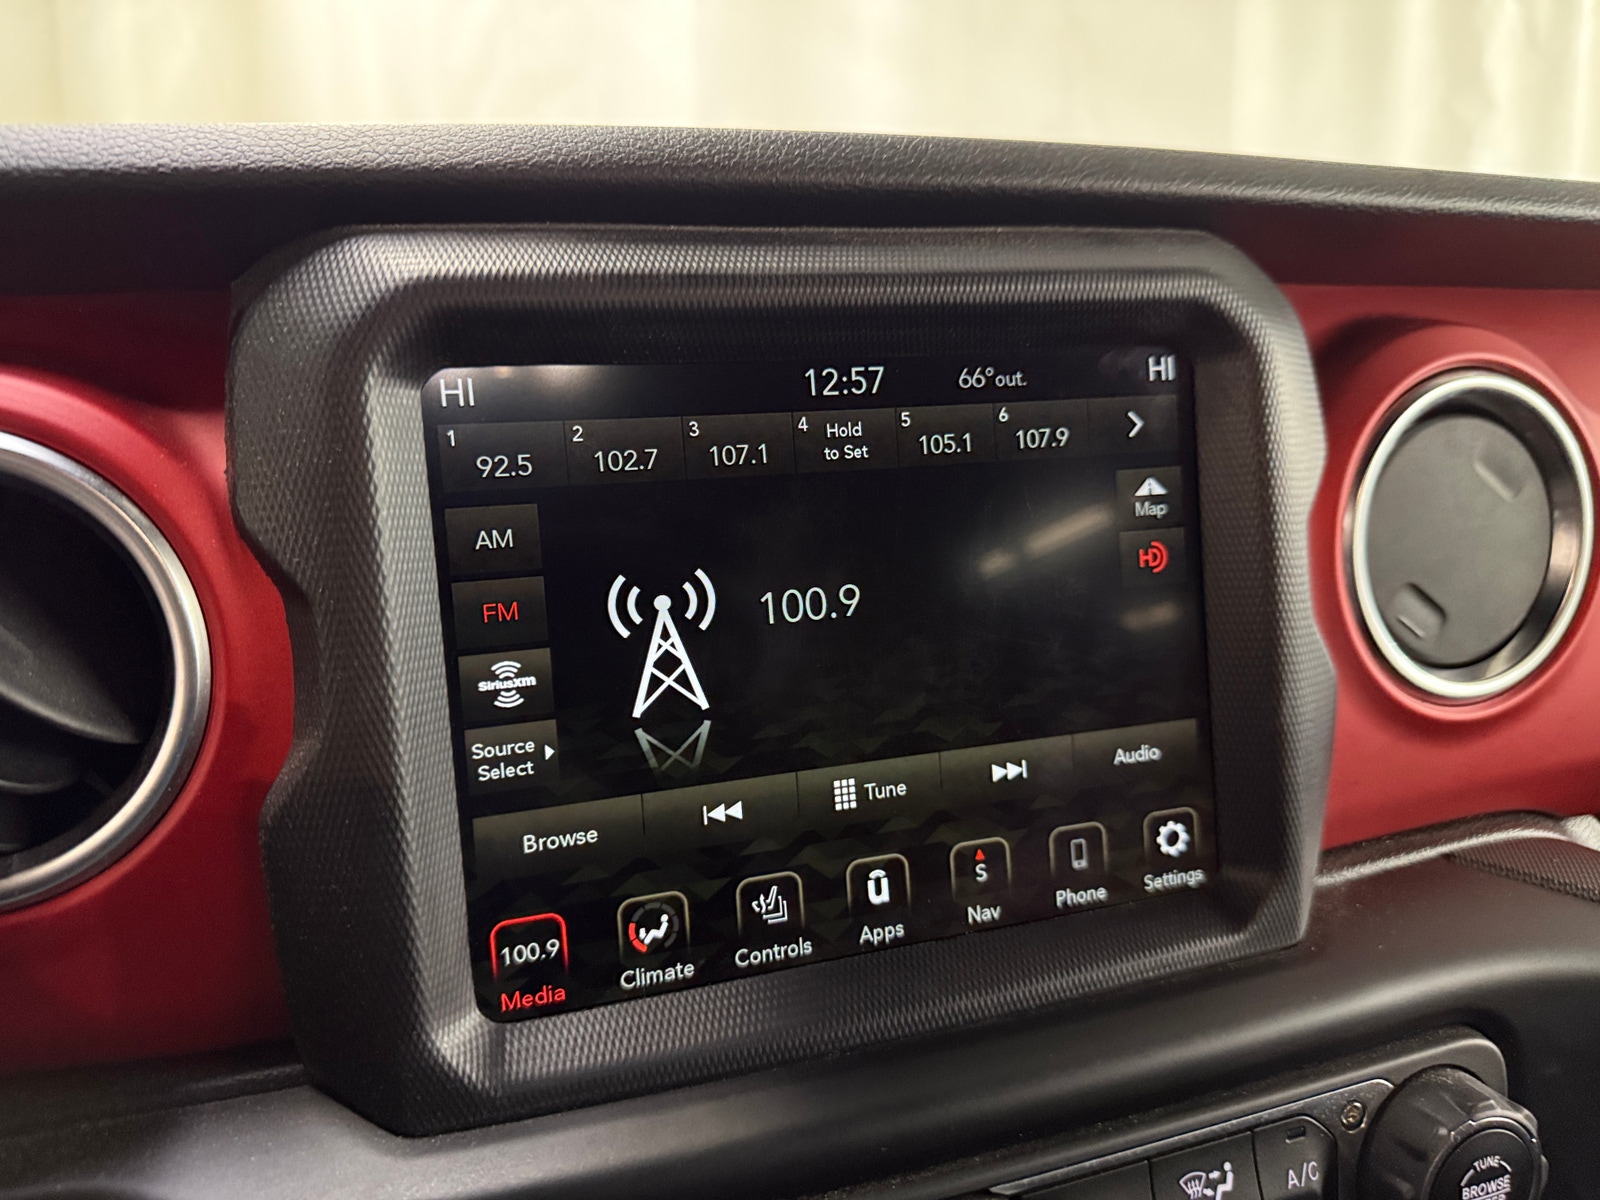 HI 12:57 66°out. HI
1 92.5
2 102.7
3 107.1
4 Hold
to Set
5 105.1
6 107.9
Map
HD
AM
FM
SiriusXM
Source
Select
100.9
Browse
Tune
Audio
100.9
Media
Climate
Controls
Apps
S
Nav
Phone
Settings
A/C
TUNE
BROWSE